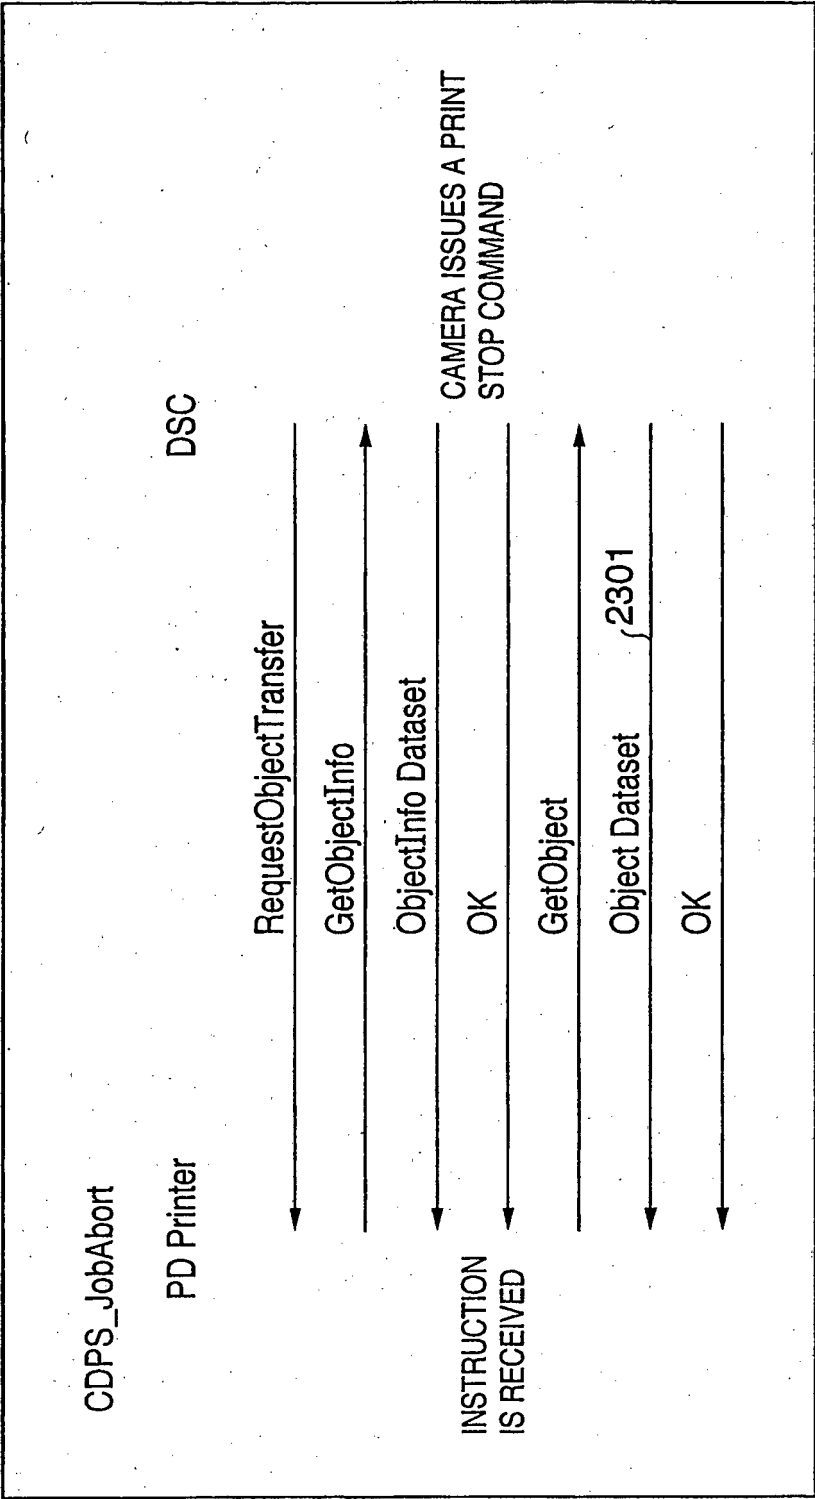 CDPS_JobAbort
PD Printer
DSC
RequestObjectTransfer
GetObjectInfo
ObjectInfo Dataset
CAMERA ISSUES A PRINT
STOP COMMAND
INSTRUCTION
IS RECEIVED
OK
GetObject
Object Dataset
2301
OK